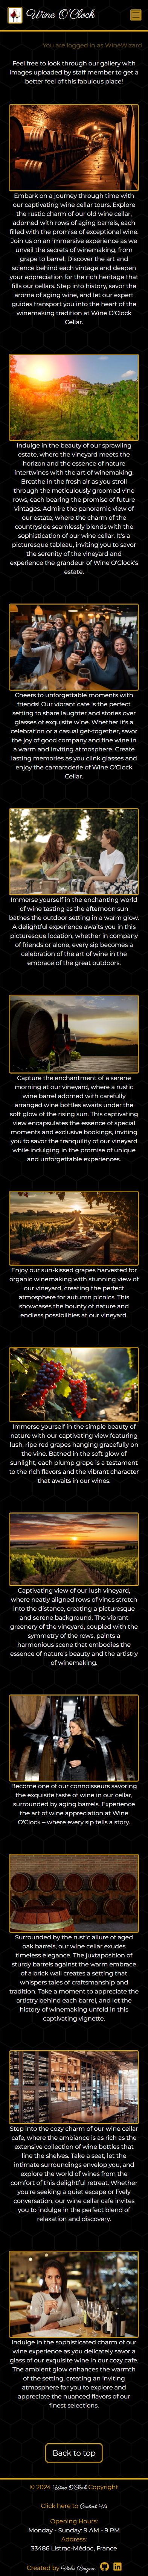 Wine O'Clock
You are logged in as WineWizard
Feel free to look through our gallery with
images uploaded by staff member to get a
better feel of this fabulous place!
Embark on a journey through time with
our captivating wine cellar tours. Explore
the rustic charm of our old wine cellar,
adorned with rows of aging barrels, each
filled with the promise of exceptional wine.
Join us on an immersive experience as we
unveil the secrets of winemaking, from
grape to barrel. Discover the art and
science behind each vintage and deepen
your appreciation for the rich heritage that
fills our cellars. Step into history, savor the
aroma of aging wine, and let our expert
guides transport you into the heart of the
winemaking tradition at Wine O'Clock
Cellar.
Indulge in the beauty of our sprawling
estate, where the vineyard meets the
horizon and the essence of nature
intertwines with the art of winemaking.
Breathe in the fresh air as you stroll
through the meticulously groomed vine
rows, each bearing the promise of future
vintages. Admire the panoramic view of
our estate, where the charm of the
countryside seamlessly blends with the
sophistication of our wine cellar. It's a
picturesque tableau, inviting you to savor
the serenity of the vineyard and
experience the grandeur of Wine O'Clock's
estate.
Cheers to unforgettable moments with
friends! Our vibrant cafe is the perfect
setting to share laughter and stories over
glasses of exquisite wine. Whether it's a
celebration or a casual get-together, savor
the joy of good company and fine wine in
a warm and inviting atmosphere. Create
lasting memories as you clink glasses and
enjoy the camaraderie of Wine O'Clock
Cellar.
Immerse yourself in the enchanting world
of wine tasting as the afternoon sun
bathes the outdoor setting in a warm glow.
A delightful experience awaits you in this
picturesque location, whether in company
of friends or alone, every sip becomes a
celebration of the art of wine in the
embrace of the great outdoors.
Capture the enchantment of a serene
morning at our vineyard, where a rustic
wine barrel adorned with carefully
arranged wine bottles awaits under the
soft glow of the rising sun. This captivating
view encapsulates the essence of special
moments and exclusive bookings, inviting
you to savor the tranquility of our vineyard
while indulging in the promise of unique
and unforgettable experiences.
Enjoy our sun-kissed grapes harvested for
organic winemaking with stunning view of
our vineyard, creating the perfect
atmosphere for autumn picnics. This
showcases the bounty of nature and
endless possibilities at our vineyard.
Immerse yourself in the simple beauty of
nature with our captivating view featuring
lush, ripe red grapes hanging gracefully on
the vine. Bathed in the soft glow of
sunlight, each plump grape is a testament
to the rich flavors and the vibrant character
that awaits in our wines.
Captivating view of our lush vineyard,
where neatly aligned rows of vines stretch
into the distance, creating a picturesque
and serene background. The vibrant
greenery of the vineyard, coupled with the
symmetry of the rows, paints a
harmonious scene that embodies the
essence of nature's beauty and the artistry
of winemaking.
Become one of our connoisseurs savoring
the exquisite taste of wine in our cellar,
surrounded by aging barrels. Experience
the art of wine appreciation at Wine
O'Clock – where every sip tells a story.
Surrounded by the rustic allure of aged
oak barrels, our wine cellar exudes
timeless elegance. The juxtaposition of
sturdy barrels against the warm embrace
of a brick wall creates a setting that
whispers tales of craftsmanship and
tradition. Take a moment to appreciate the
artistry behind each barrel, and let the
history of winemaking unfold in this
captivating vignette.
Step into the cozy charm of our wine cellar
cafe, where the ambiance is as rich as the
extensive collection of wine bottles that
line the shelves. Take a seat, let the
intimate surroundings envelop you, and
explore the world of wines from the
comfort of this delightful retreat. Whether
you're seeking a quiet escape or lively
conversation, our wine cellar cafe invites
you to indulge in the perfect blend of
relaxation and discovery.
Indulge in the sophisticated charm of our
wine experience as you delicately savor a
glass of our exquisite wine in our cozy cafe.
The ambient glow enhances the warmth
of the setting, creating an inviting
atmosphere for you to explore and
appreciate the nuanced flavors of our
finest selections.
Back to top
© 2024 Wine O'Clock Copyright
Click here to Contact Us
Opening Hours:
Monday - Sunday: 9 AM - 9 PM
Address:
33486 Listrac-Médoc, France
Created by